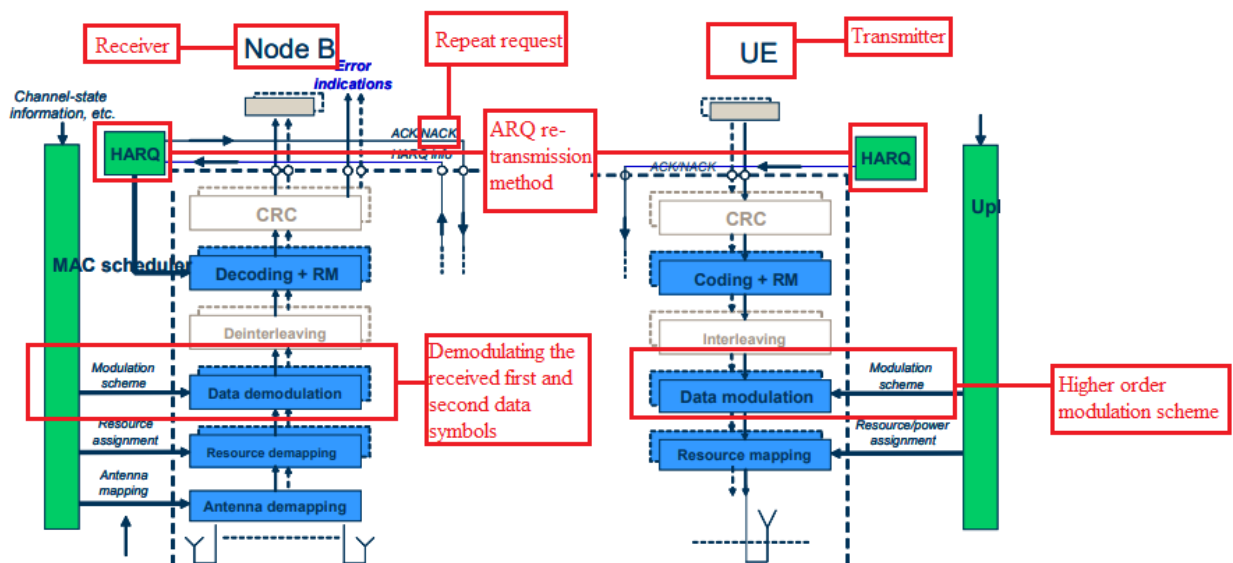 Receiver
Node B
Repeat request
UE
Transmitter
Error
indications
Channel-state
information, etc.
HARQ
ACK/NACK
HARQ info
ARQ re-
transmission
method
ACK/NACK
HARQ
CRC
CRC
Upl
MAC scheduler
Decoding + RM
Coding + RM
Deinterleaving
Interleaving
Modulation
scheme
Data demodulation
Demodulating the
received first and
second data
symbols
Data modulation
Modulation
scheme
Higher order
modulation scheme
Resource
assignment
Resource demapping
Resource mapping
Resource/power
assignment
Antenna
mapping
Antenna demapping